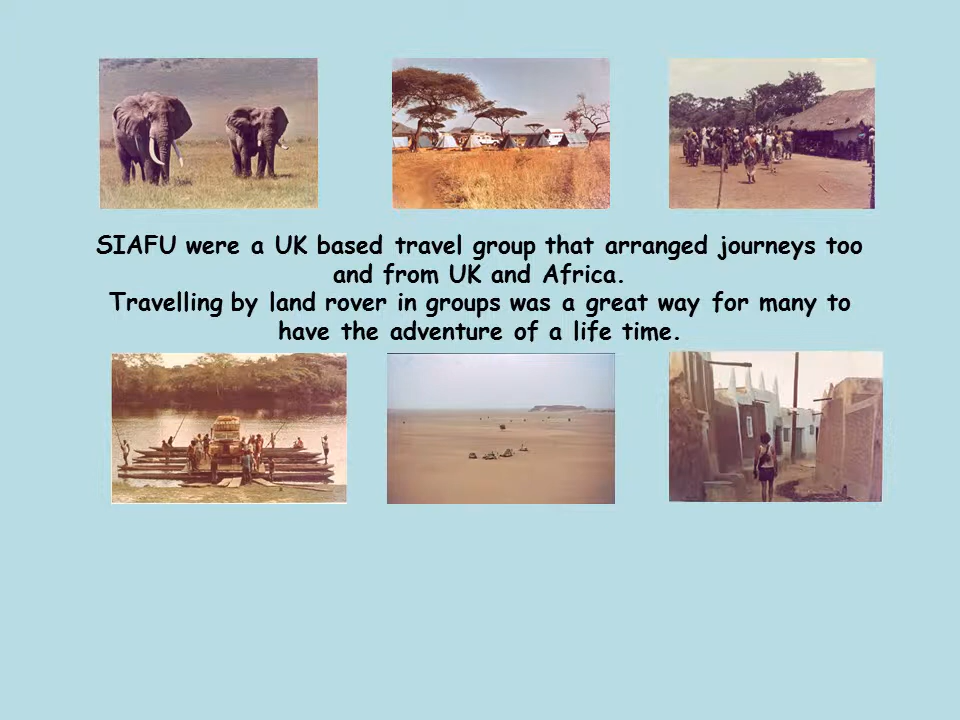 SIAFU were a UK based travel group that arranged journeys too
and from UK and Africa.
Travelling by land rover in groups was a great way for many to
have the adventure of a life time.